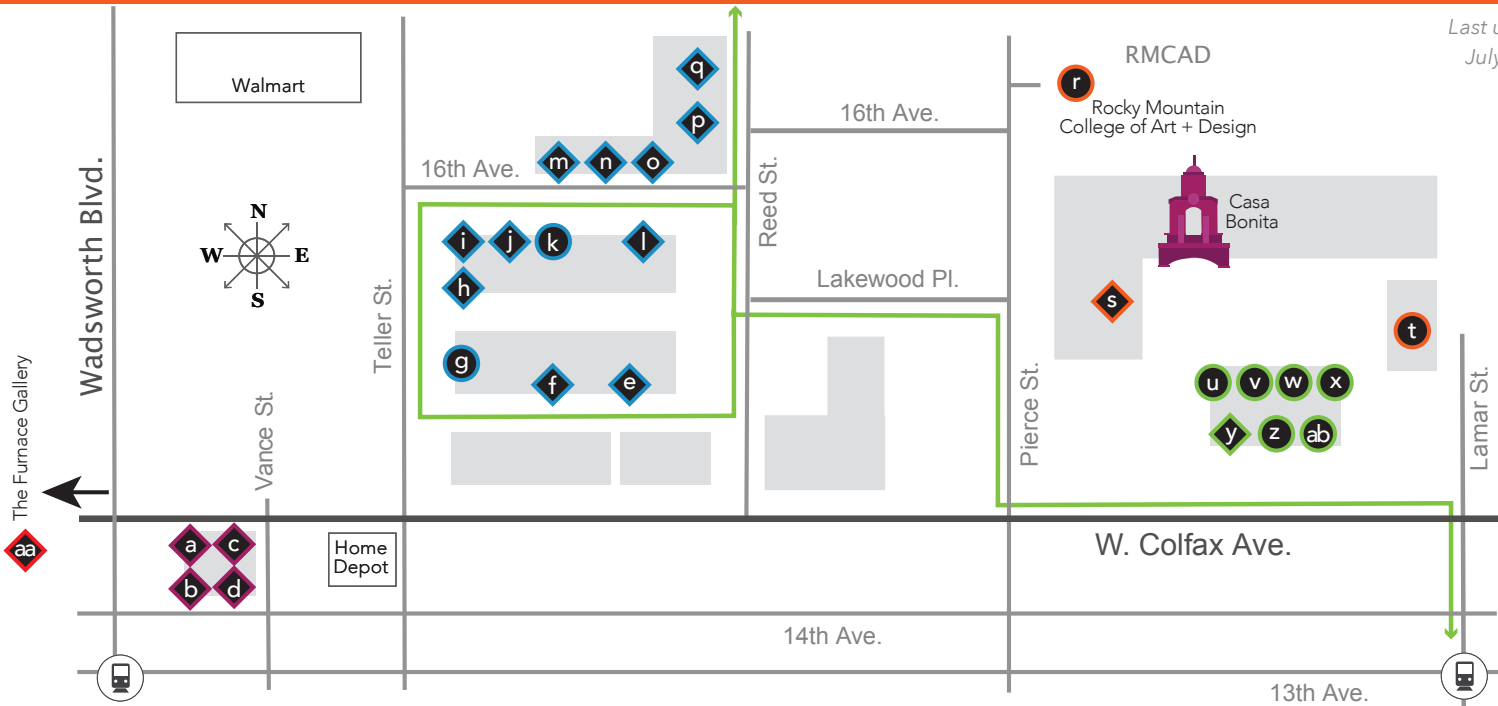 Last u
July
RMCAD
Walmart
q
r
Rocky Mountain
College of Art + Design
p
16th Ave.
m
n
o
16th Ave.
Wadsworth Blvd.
N
W
E
S
Teller St.
i
j
k
l
h
Reed St.
Casa
Bonita
Lakewood Pl.
s
t
g
f
e
Pierce St.
u
v
w
x
y
z
ab
Lamar St.
The Furnace Gallery
Vance St.
aa
a
c
b
d
Home
Depot
W. Colfax Ave.
14th Ave.
13th Ave.